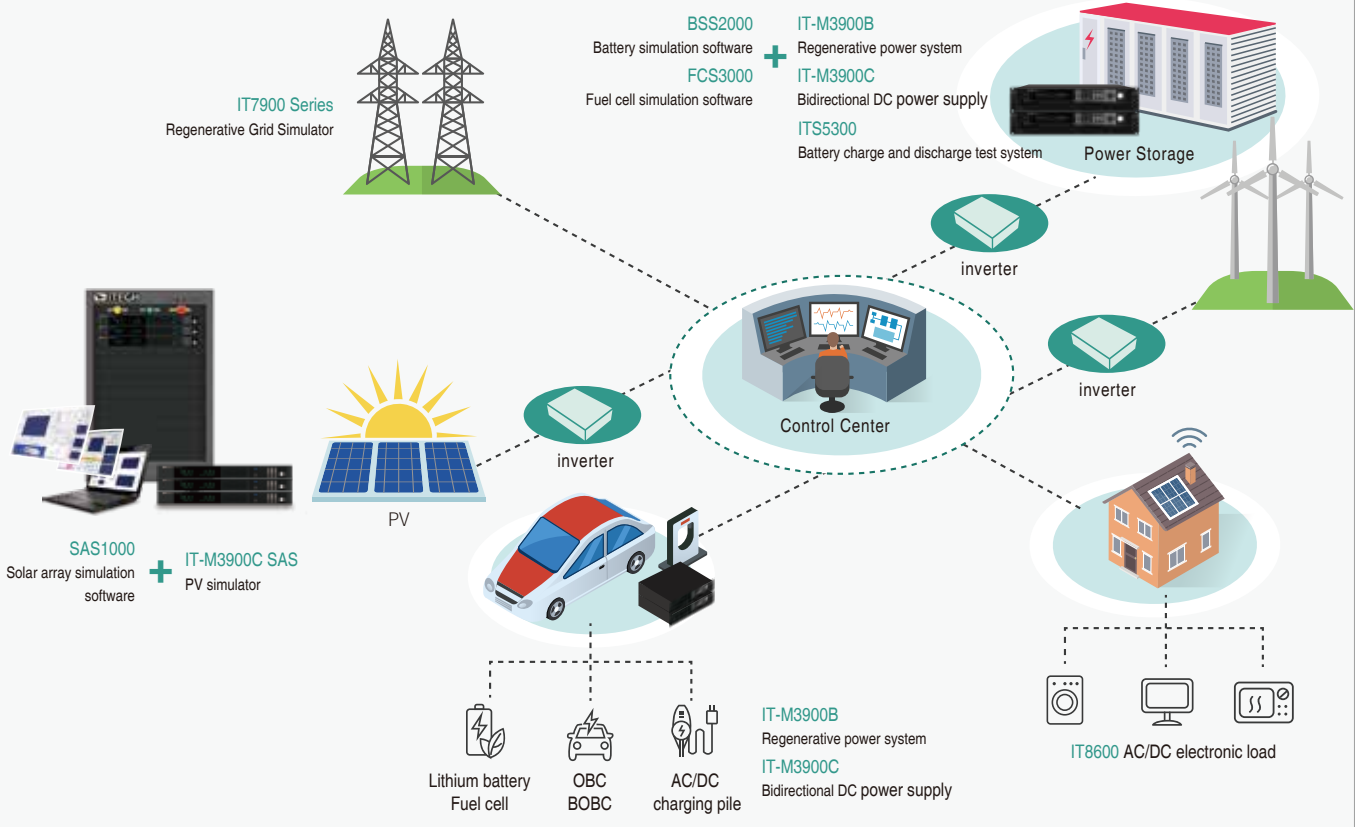 BSS2000
Battery simulation software
FCS3000
Fuel cell simulation software
IT-M3900B
Regenerative power system
IT-M3900C
Bidirectional DC power supply
ITS5300
Battery charge and discharge test system
Power Storage
IT7900 Series
Regenerative Grid Simulator
inverter
inverter
Control Center
ITECH
inverter
PV
SAS1000
Solar array simulation
software
IT-M3900C SAS
PV simulator
Lithium battery
Fuel cell
OBC
BOBC
AC/DC
charging pile
IT-M3900B
Regenerative power system
IT-M3900C
Bidirectional DC power supply
IT8600 AC/DC electronic load